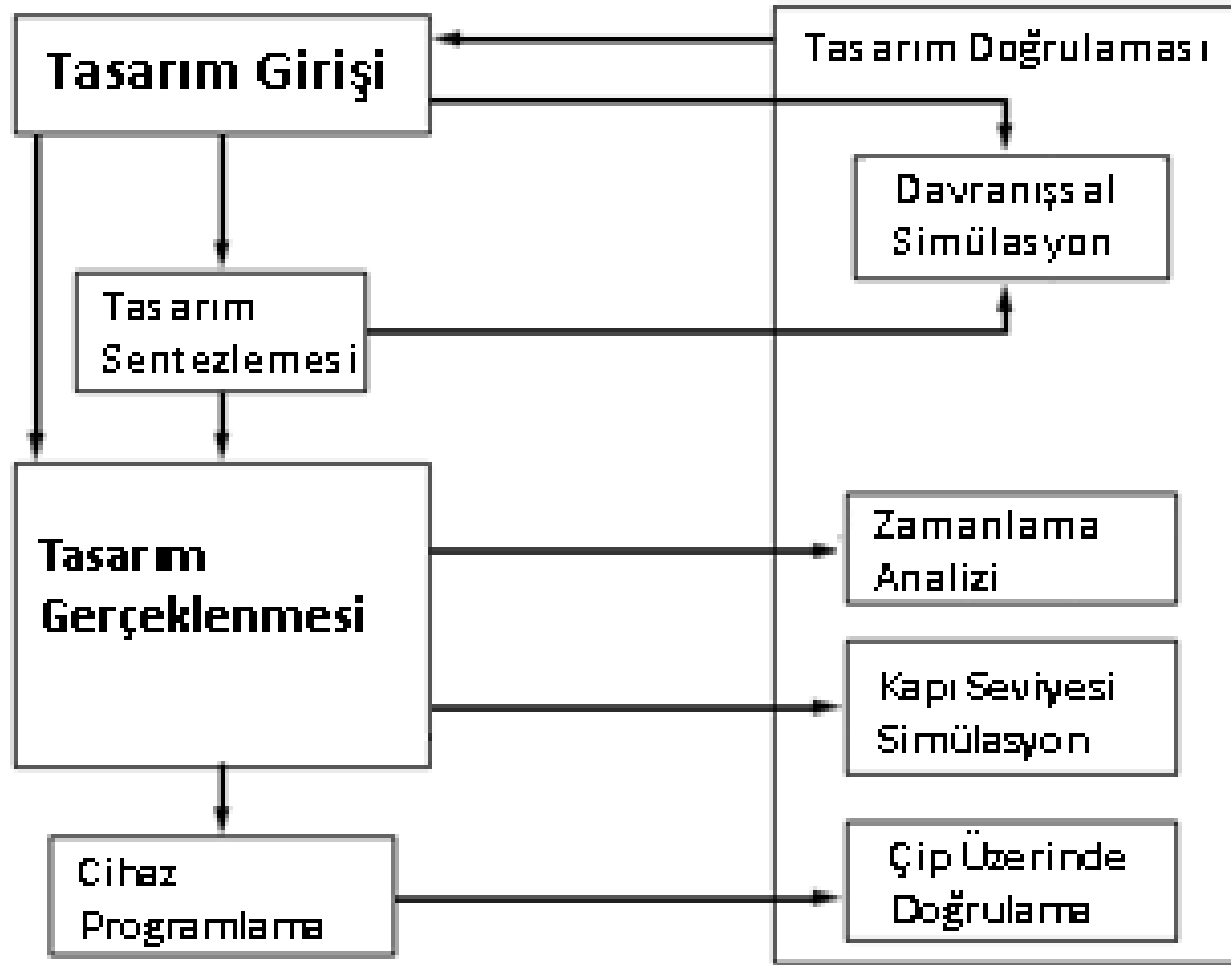 Tasarım Girişi
Tasarım Doğrulaması
Davranışsal
Simülasyon
Tasarım
Sentezlemesi
Tasarım
Gerçeklenmesi
Zamanlama
Analizi
Kapı Seviyesi
Simülasyon
Cihaz
Programlama
Çip Üzerinde
Doğrulama